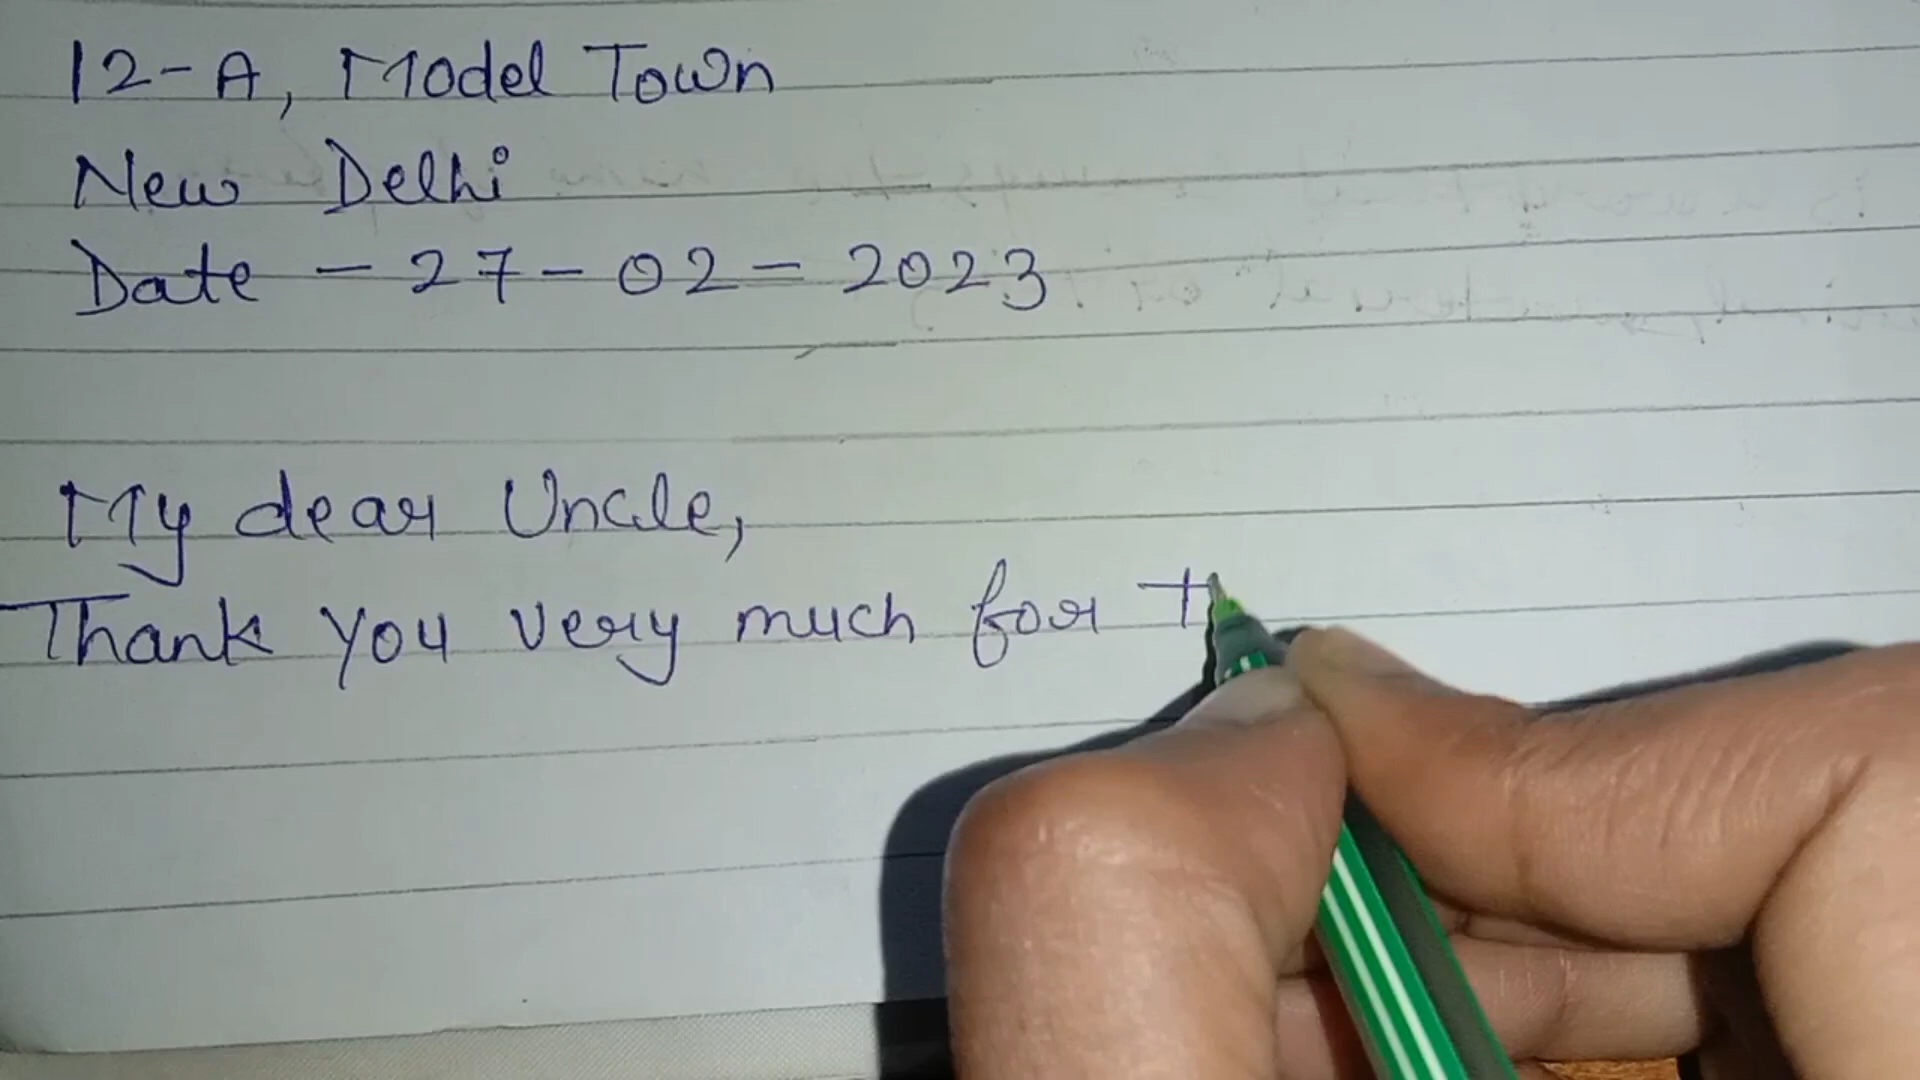 12-A, Model Town
New Delhi
Date - 27-02-2023
My dear Uncle,
Thank you very much for